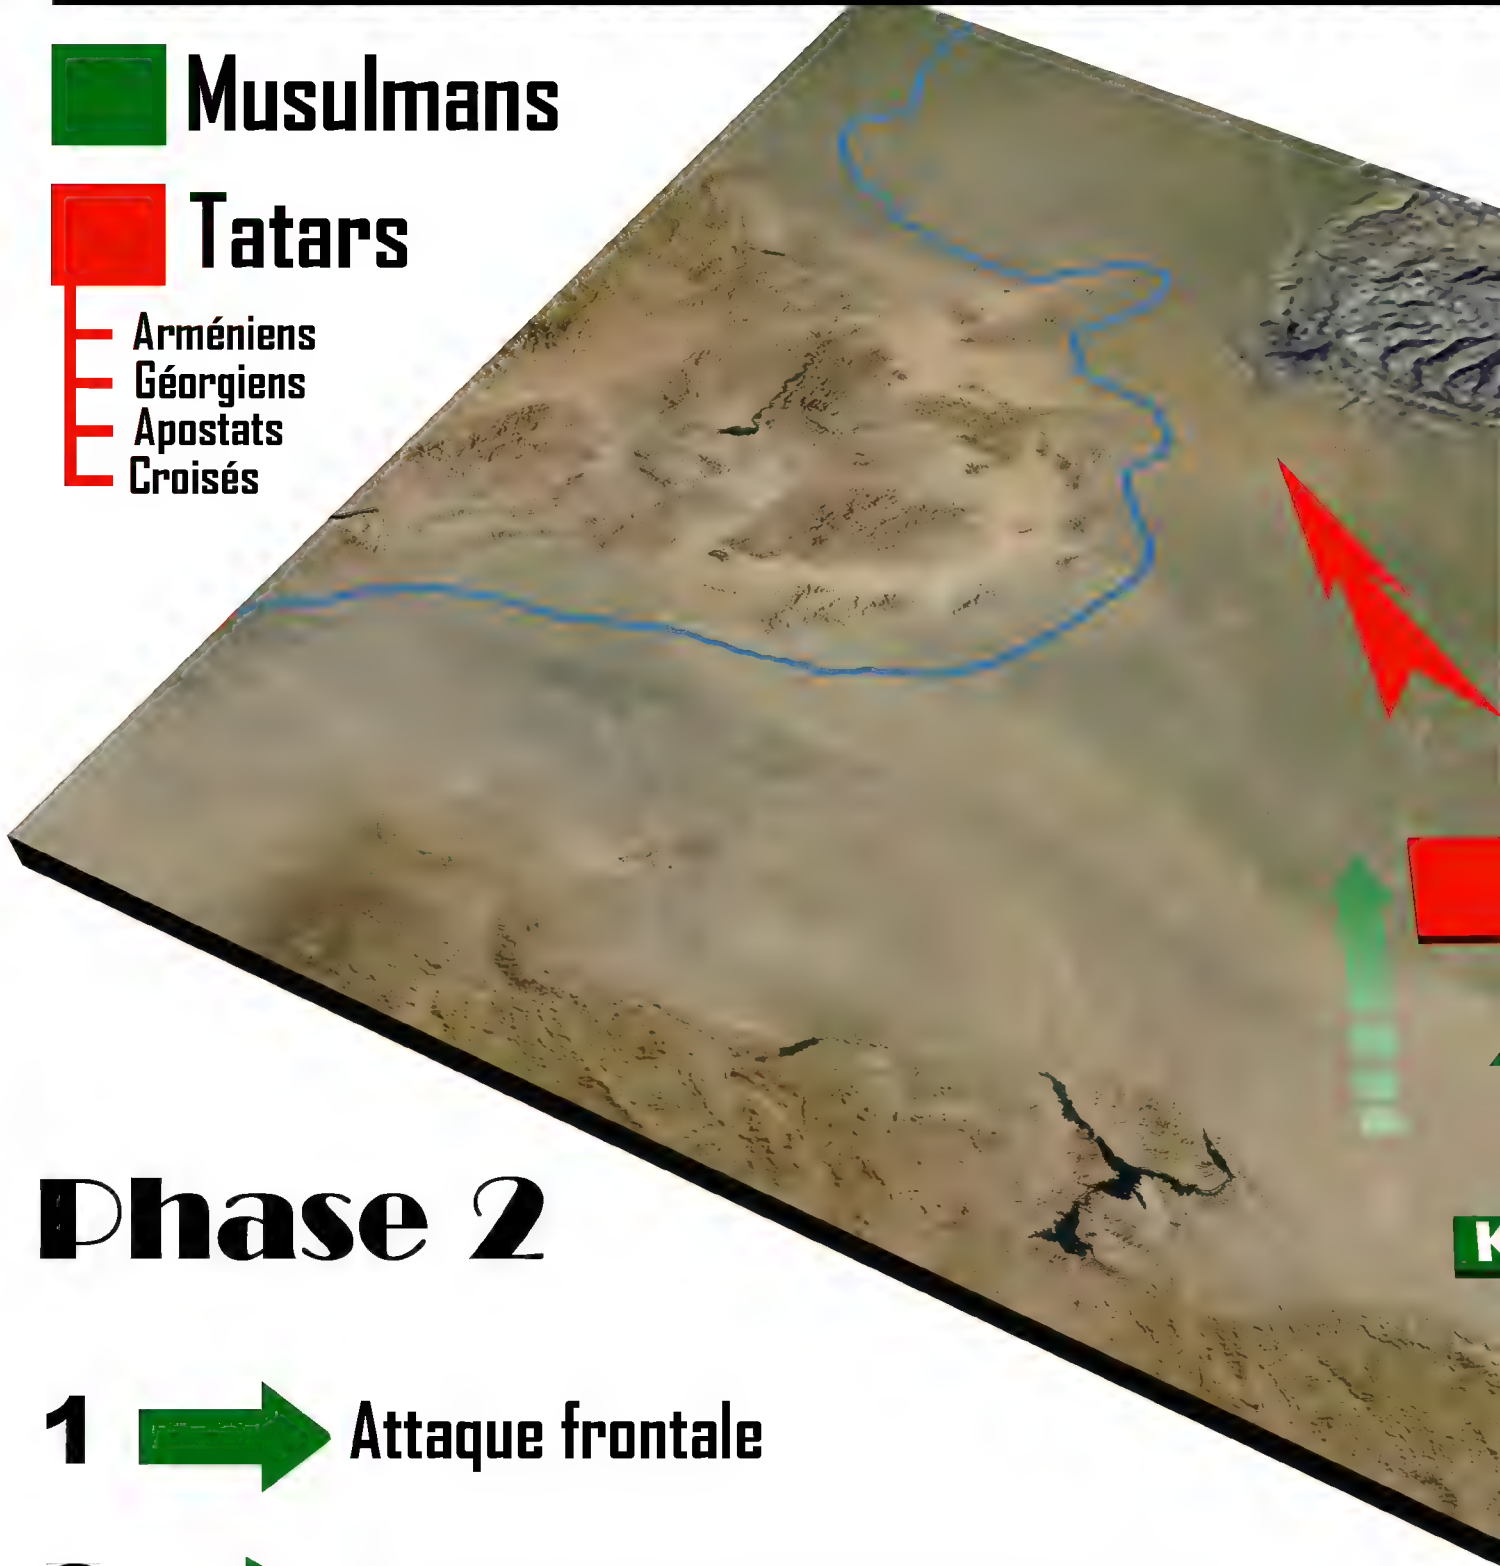 Musulmans
Tatars
Arméniens
Géorgiens
Apostats
Croisés
K
Phase 2
1 Attaque frontale